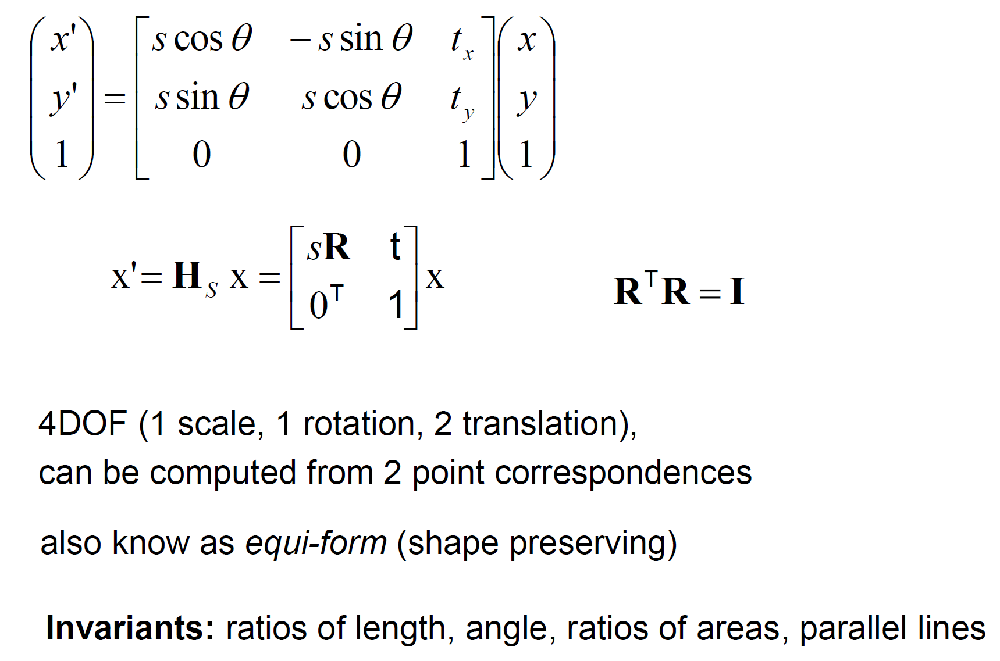 (x' y' 1) = [s cos θ −s sin θ t_x; s sin θ s cos θ t_y; 0 0 1] (x y 1)
x' = H_S x = [sR t; 0ᵀ 1] x
RᵀR = I
4DOF (1 scale, 1 rotation, 2 translation),
can be computed from 2 point correspondences
also know as equi-form (shape preserving)
Invariants: ratios of length, angle, ratios of areas, parallel lines